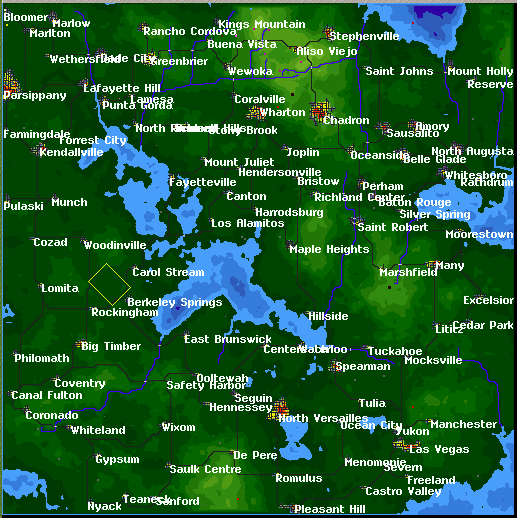 Bloomer
Marlow
Marlton
Rancho Cordova
Kings Mountain
Stephenville
Buena Vista
Aliso Viejo
Wethersfield
Dade City
Greenbrier
Wewoka
Saint Johns
Mount Holly
Reserve
Lafayette Hill
Parsippany
Lamesa
Punta Gorda
Coralville
Wharton
Chadron
Famingdale
Forrest City
North
Stony Brook
Sausalito
Amory
Kendallville
Joplin
Oceanside
Belle Glade
North Augusta
Mount Juliet
Hendersonville
Fayetteville
Bristow
Perham
Whitesboro
Rathdrum
Pulaski
Munch
Canton
Richland Center
Baton Rouge
Harrodsburg
Silver Spring
Los Alamitos
Saint Robert
Moorestown
Cozad
Woodinville
Maple Heights
Carol Stream
Marshfield
Many
Lomita
Berkeley Springs
Excelsior
Rockingham
Hillside
Cedar Park
Lititz
Big Timber
East Brunswick
Center
Waterloo
Tuckahoe
Philomath
Mocksville
Spearman
Coventry
Ooltewah
Safety Harbor
Canal Fulton
Seguin
Hennessey
Tulia
Coronado
North Versailles
Whiteland
Wixom
Ocean City
Yukon
Manchester
Las Vegas
Gypsum
De Pere
Menomonie
Saulk Centre
Severn
Romulus
Freeland
Castro Valley
Teaneck
Sanford
Nyack
Pleasant Hill